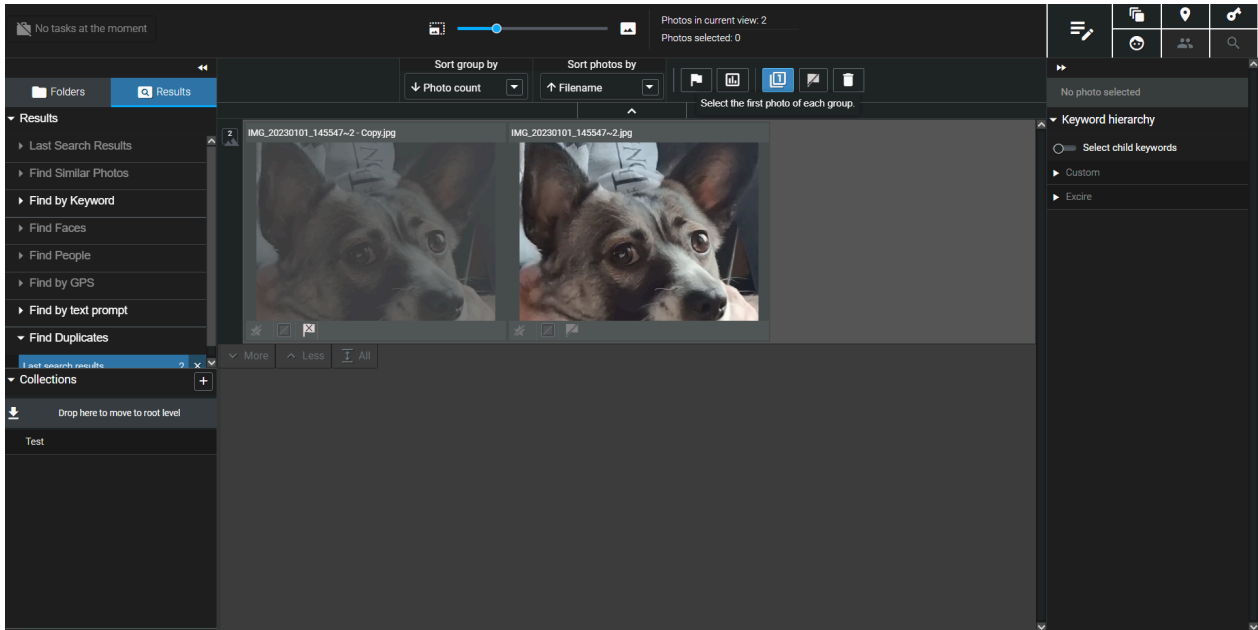 No tasks at the moment
Photos in current view: 2
Photos selected: 0
Folders
Results
Sort group by
Photo count
Sort photos by
Filename
1
Select the first photo of each group.
Results
Last Search Results
Find Similar Photos
Find by Keyword
Find Faces
Find People
Find by GPS
Find by text prompt
Find Duplicates
Last search results 2 ×
Collections
+
Drop here to move to root level
Test
2
IMG_20230101_145547~2 - Copy.jpg
IMG_20230101_145547~2.jpg
More
Less
All
No photo selected
Keyword hierarchy
Select child keywords
Custom
Excire